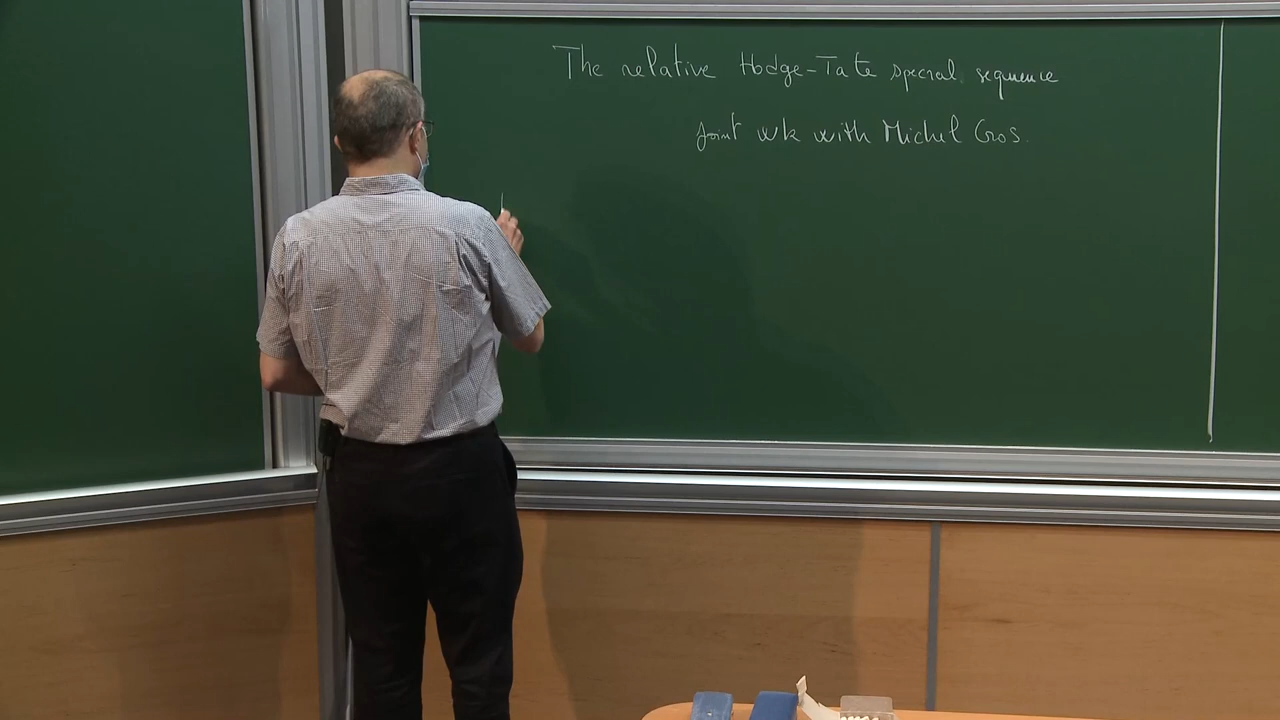 The relative Hodge-Tate spectral sequence
Joint wk with Michel Gros.